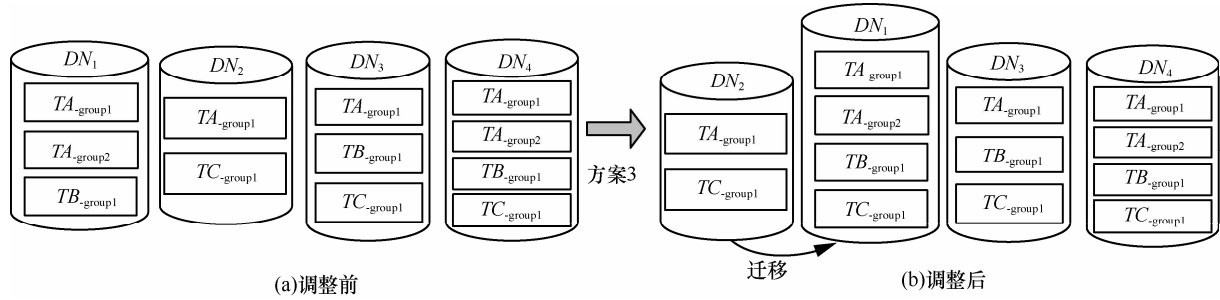 DN1
TA-group1
TA-group2
TB-group1
DN2
TA-group1
TC-group1
DN3
TA-group1
TB-group1
TC-group1
DN4
TA-group1
TA-group2
TB-group1
TC-group1
方案3
DN2
TA-group1
TC-group1
DN1
TA group1
TA-group2
TB-group1
TC-group1
DN3
TA-group1
TB-group1
TC-group1
DN4
TA-group1
TA-group2
TB-group1
TC-group1
迁移
(a)调整前
(b)调整后